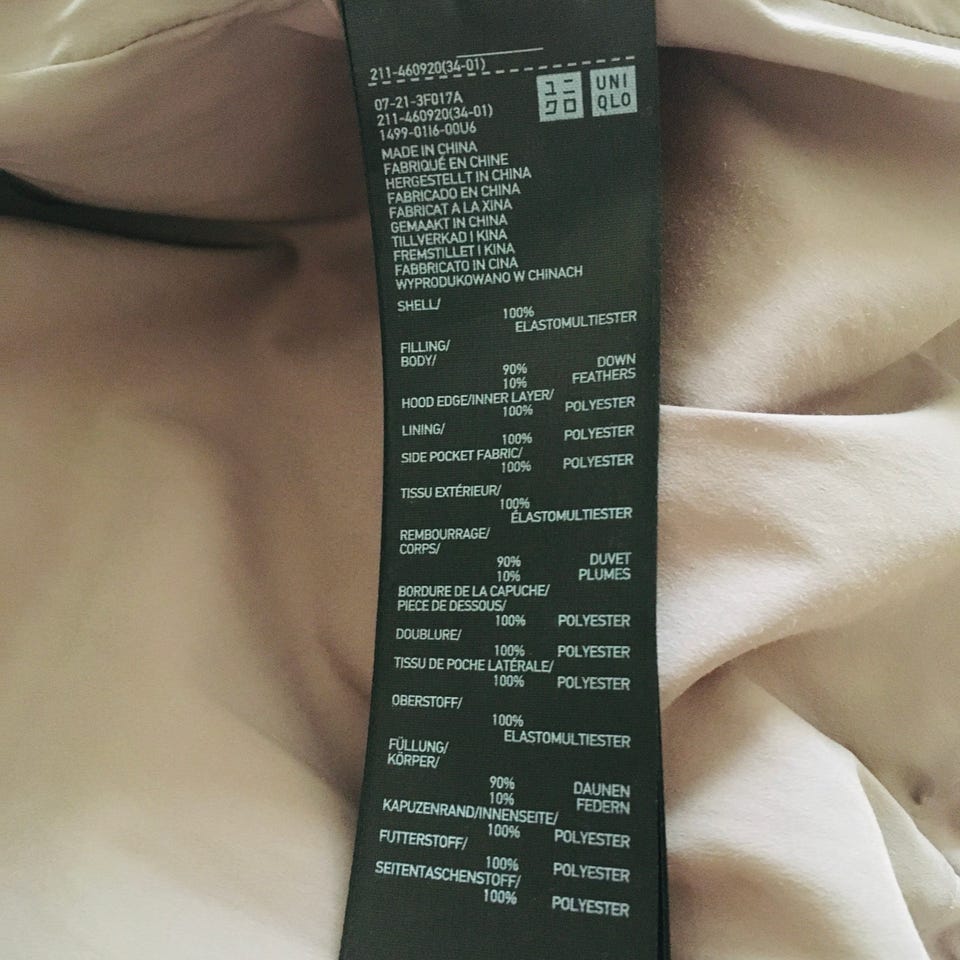 211-460920(34-01)
ユニ
クロ
UNI
QLO
07-21-3F017A
211-460920(34-01)
1499-01I6-00U6
MADE IN CHINA
FABRIQUÉ EN CHINE
HERGESTELLT IN CHINA
FABRICADO EN CHINA
FABRICAT A LA XINA
GEMAAKT IN CHINA
TILLVERKAD I KINA
FREMSTILLET I KINA
FABBRICATO IN CINA
WYPRODUKOWANO W CHINACH
SHELL/
100%
ELASTOMULTIESTER
FILLING/
BODY/
90% DOWN
10% FEATHERS
HOOD EDGE/INNER LAYER/
100% POLYESTER
LINING/
100% POLYESTER
SIDE POCKET FABRIC/
100% POLYESTER
TISSU EXTÉRIEUR/
100%
ÉLASTOMULTIESTER
REMBOURRAGE/
CORPS/
90% DUVET
10% PLUMES
BORDURE DE LA CAPUCHE/
PIECE DE DESSOUS/
100% POLYESTER
DOUBLURE/
100% POLYESTER
TISSU DE POCHE LATÉRALE/
100% POLYESTER
OBERSTOFF/
100%
ELASTOMULTIESTER
FÜLLUNG/
KÖRPER/
90% DAUNEN
10% FEDERN
KAPUZENRAND/INNENSEITE/
100% POLYESTER
FUTTERSTOFF/
100% POLYESTER
SEITENTASCHENSTOFF/
100% POLYESTER